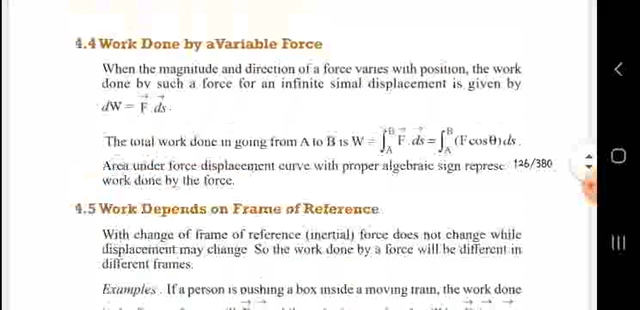 4.4 Work Done by a Variable Force
When the magnitude and direction of a force varies with position, the work
done by such a force for an infinite simal displacement is given by
dW = F⃗.ds⃗.
The total work done in going from A to B is W = ∫_A^B F⃗.ds⃗ = ∫_A^B (F cosθ)ds.
Area under force displacement curve with proper algebraic sign represe 126/380
work done by the force.
4.5 Work Depends on Frame of Reference
With change of frame of reference (inertial) force does not change while
displacement may change So the work done by a force will be different in
different frames.
Examples . If a person is pushing a box inside a moving train, the work done